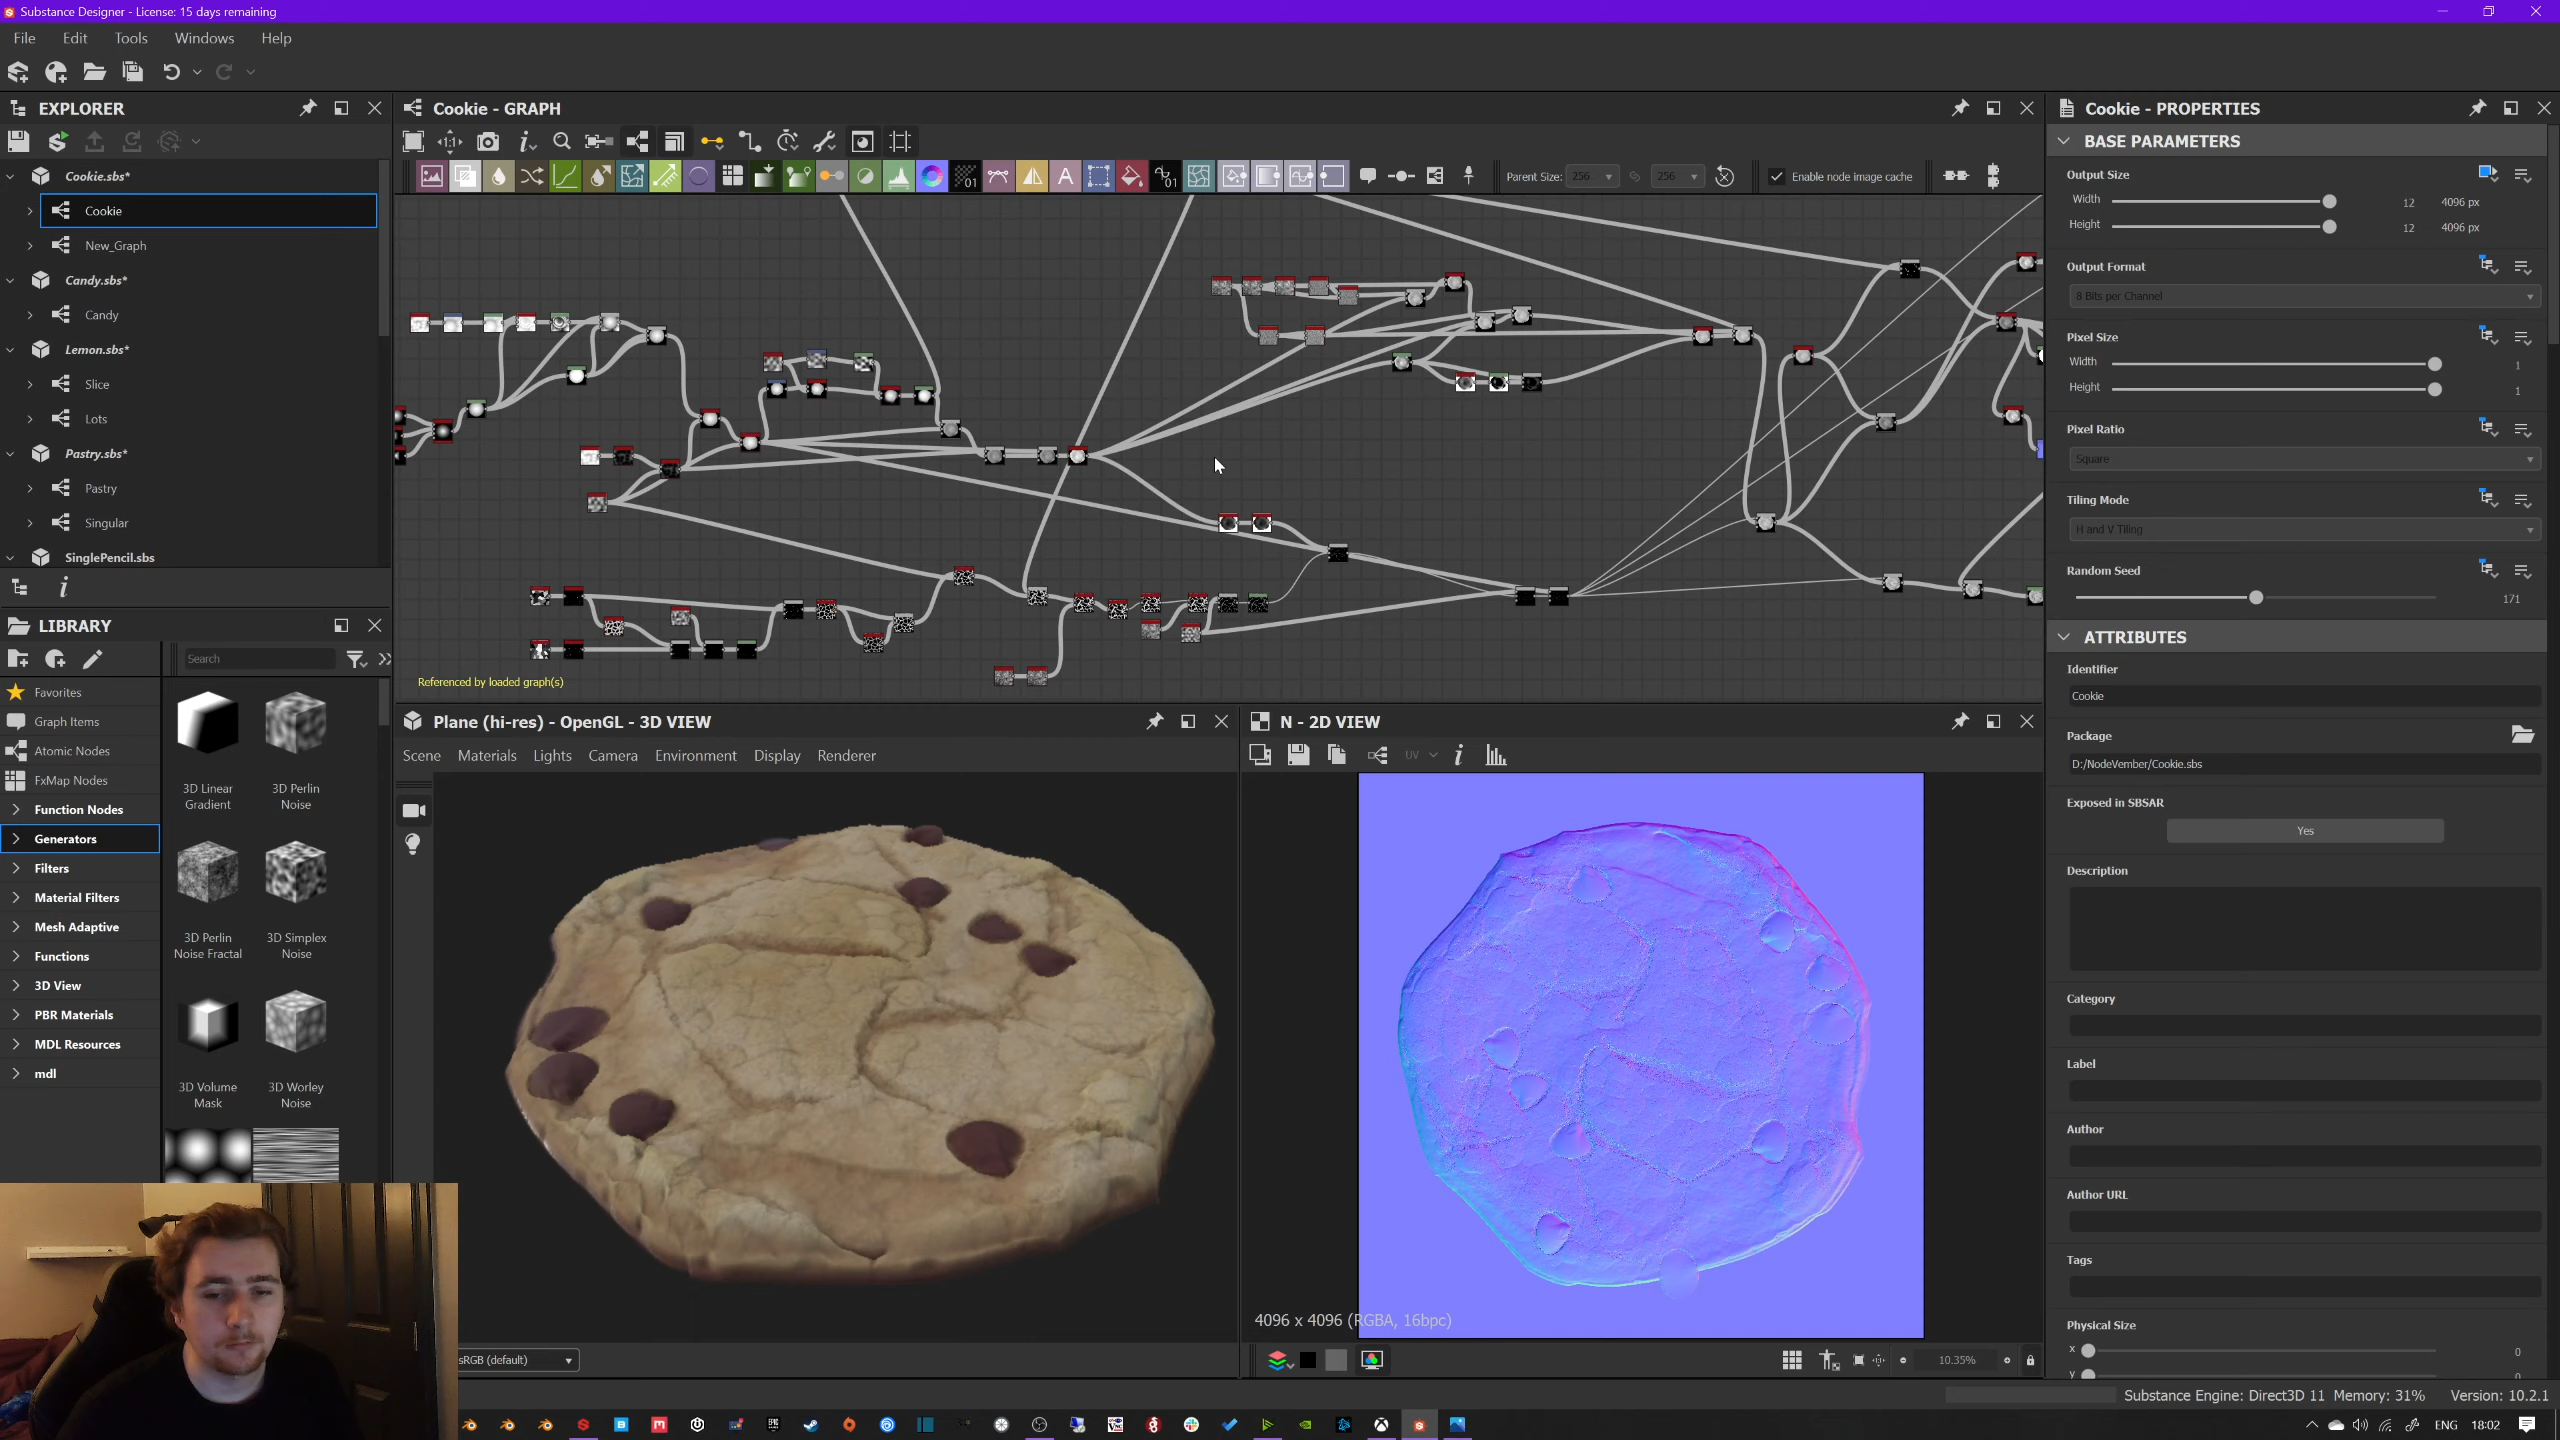 Substance Designer - License: 15 days remaining
File Edit Tools Windows Help
EXPLORER
Cookie.sbs*
Cookie
New_Graph
Candy.sbs*
Candy
Lemon.sbs*
Slice
Lots
Pastry.sbs*
Pastry
Singular
SinglePencil.sbs
LIBRARY
Search
Favorites
Graph Items
Atomic Nodes
FxMap Nodes
Function Nodes
Generators
Filters
Material Filters
Mesh Adaptive
Functions
3D View
PBR Materials
MDL Resources
mdl
3D Linear
Gradient
3D Perlin
Noise
3D Perlin
Noise Fractal
3D Simplex
Noise
3D Volume
Mask
3D Worley
Noise
Cookie - GRAPH
Parent Size: 256 256 Enable node image cache
Referenced by loaded graph(s)
Plane (hi-res) - OpenGL - 3D VIEW
Scene Materials Lights Camera Environment Display Renderer
sRGB (default)
N - 2D VIEW
UV
4096 x 4096 (RGBA, 16bpc)
10.35%
Cookie - PROPERTIES
BASE PARAMETERS
Output Size
Width 12 4096 px
Height 12 4096 px
Output Format
8 Bits per Channel
Pixel Size
Width 1
Height 1
Pixel Ratio
Square
Tiling Mode
H and V Tiling
Random Seed
171
ATTRIBUTES
Identifier
Cookie
Package
D:/NodeVember/Cookie.sbs
Exposed in SBSAR
Yes
Description
Category
Label
Author
Author URL
Tags
Physical Size
x 0
y 0
Substance Engine: Direct3D 11 Memory: 31% Version: 10.2.1
ENG 18:02